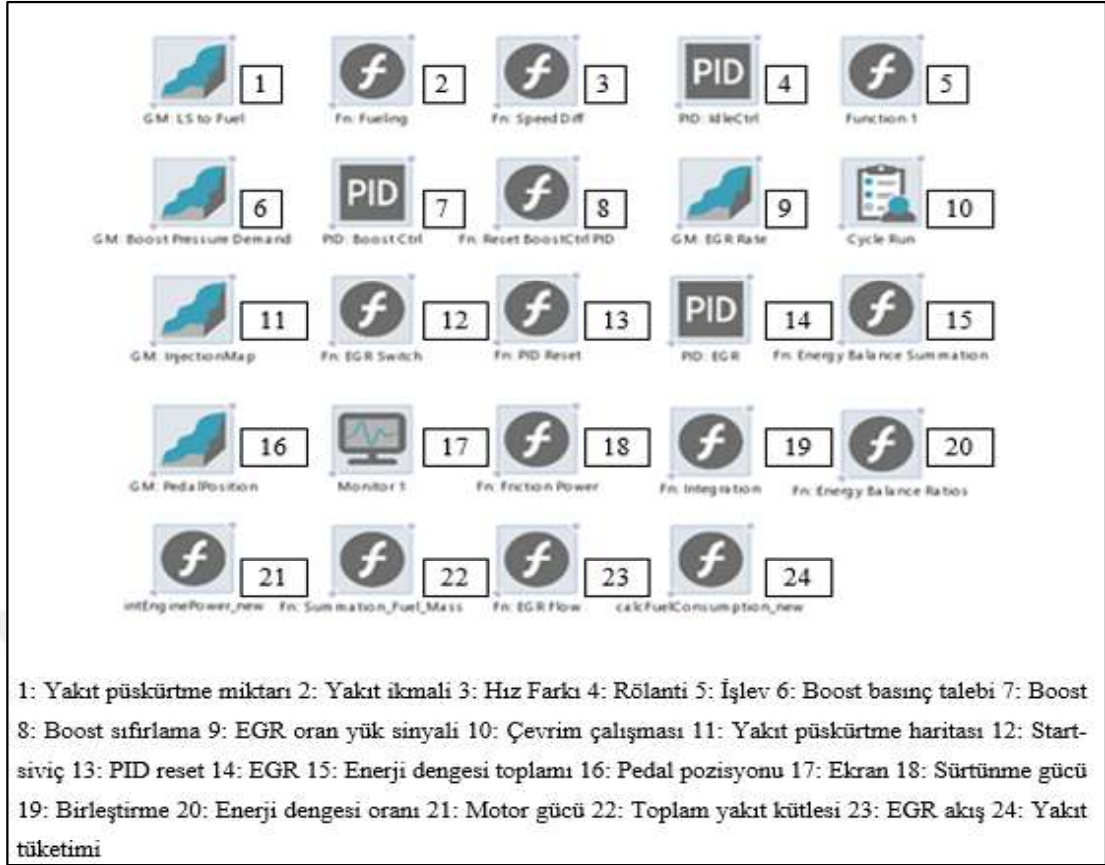 1 2 3 PID 4 5
GM: LS to Fuel Fn: Fueling Fn: Speed Diff PID: IdleCtrl Function 1
6 PID 7 8 9 10
GM: Boost Pressure Demand PID: Boost Ctrl Fn: Reset BoostCtrl PID GM: EGR Rate Cycle Run
11 12 13 PID 14 15
GM: InjectionMap Fn: EGR Switch Fn: PID Reset PID: EGR Fn: Energy Balance Summation
16 17 18 19 20
GM: PedalPosition Monitor 1 Fn: Friction Power Fn: Integration Fn: Energy Balance Ratios
21 22 23 24
intEnginePower_new Fn: Summation_Fuel_Mass Fn: EGR Flow calcFuelConsumption_new
1: Yakıt püskürtme miktarı 2: Yakıt ikmali 3: Hız Farkı 4: Rölanti 5: İşlev 6: Boost basınç talebi 7: Boost
8: Boost sıfırlama 9: EGR oran yük sinyali 10: Çevrim çalışması 11: Yakıt püskürtme haritası 12: Start-
siviç 13: PID reset 14: EGR 15: Enerji dengesi toplamı 16: Pedal pozisyonu 17: Ekran 18: Sürtünme gücü
19: Birleştirme 20: Enerji dengesi oranı 21: Motor gücü 22: Toplam yakıt kütlesi 23: EGR akış 24: Yakıt
tüketimi